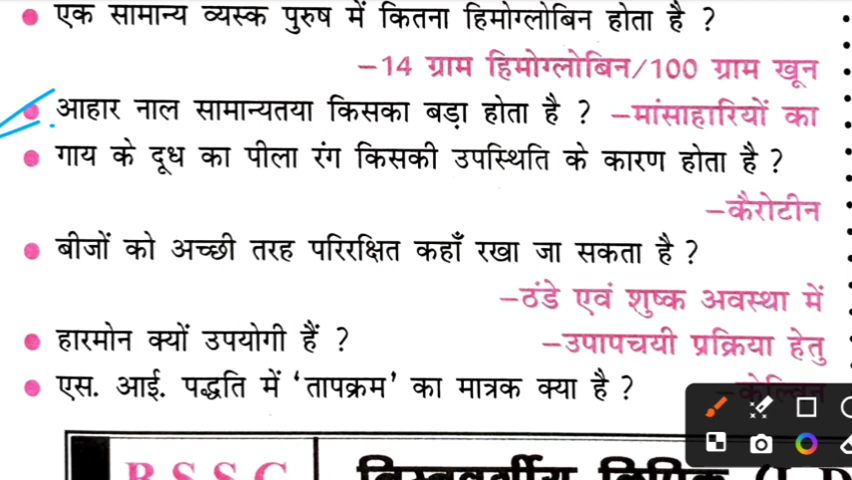 एक सामान्य व्यस्क पुरुष में कितना हिमोग्लोबिन होता है ?
–14 ग्राम हिमोग्लोबिन/100 ग्राम खून
आहार नाल सामान्यतया किसका बड़ा होता है ? –मांसाहारियों का
गाय के दूध का पीला रंग किसकी उपस्थिति के कारण होता है ?
–कैरोटीन
बीजों को अच्छी तरह परिरक्षित कहाँ रखा जा सकता है ?
–ठंडे एवं शुष्क अवस्था में
हारमोन क्यों उपयोगी हैं ? –उपापचयी प्रक्रिया हेतु
एस. आई. पद्धति में ‘तापक्रम’ का मात्रक क्या है ? –केल्विन
B S S C